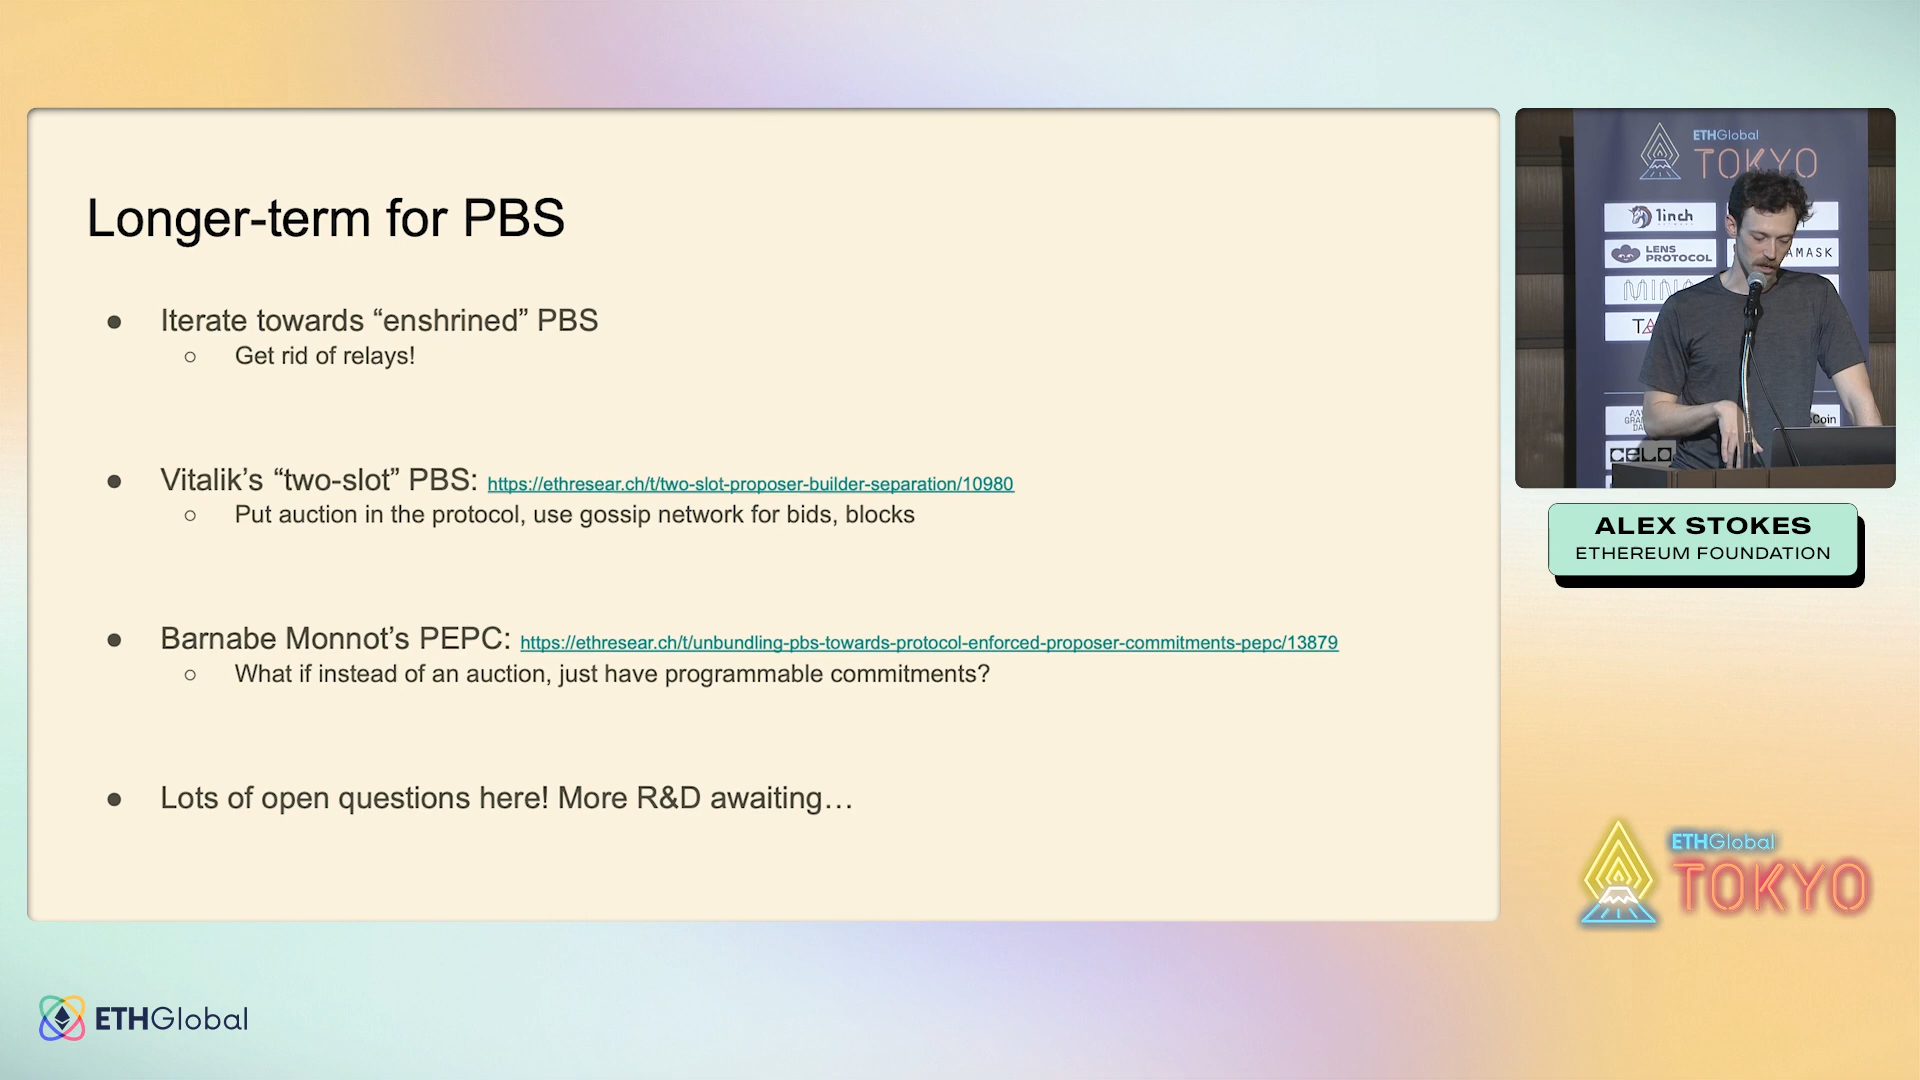 Longer-term for PBS
● Iterate towards “enshrined” PBS
○ Get rid of relays!
● Vitalik’s “two-slot” PBS: https://ethresear.ch/t/two-slot-proposer-builder-separation/10980
○ Put auction in the protocol, use gossip network for bids, blocks
● Barnabe Monnot’s PEPC: https://ethresear.ch/t/unbundling-pbs-towards-protocol-enforced-proposer-commitments-pepc/13879
○ What if instead of an auction, just have programmable commitments?
● Lots of open questions here! More R&D awaiting…
ETHGlobal
TOKYO
1inch
LENS
PROTOCOL
AMASK
Coin
CELO
ALEX STOKES
ETHEREUM FOUNDATION
ETHGlobal
TOKYO
ETHGlobal